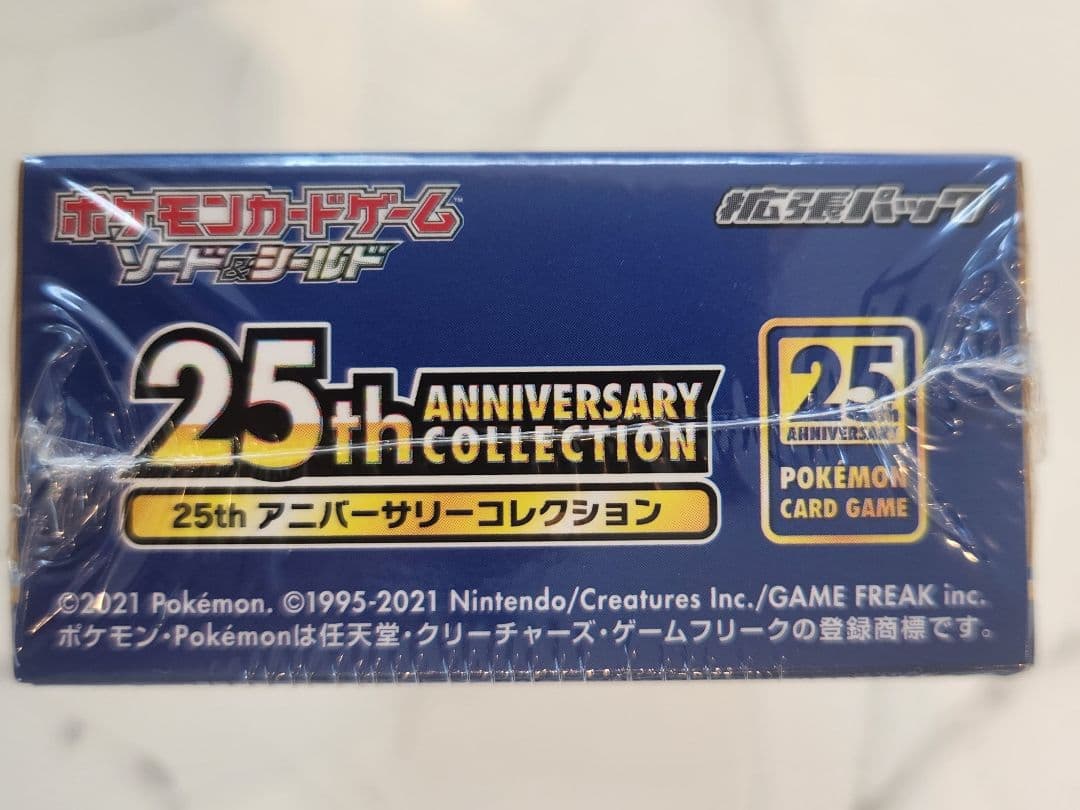 ポケモンカードゲーム™
ソード&シールド
拡張パック
25th ANNIVERSARY
COLLECTION
25th アニバーサリーコレクション
25th
ANNIVERSARY
POKÉMON
CARD GAME
©2021 Pokémon. ©1995-2021 Nintendo/Creatures Inc./GAME FREAK inc.
ポケモン・Pokémonは任天堂・クリーチャーズ・ゲームフリークの登録商標です。